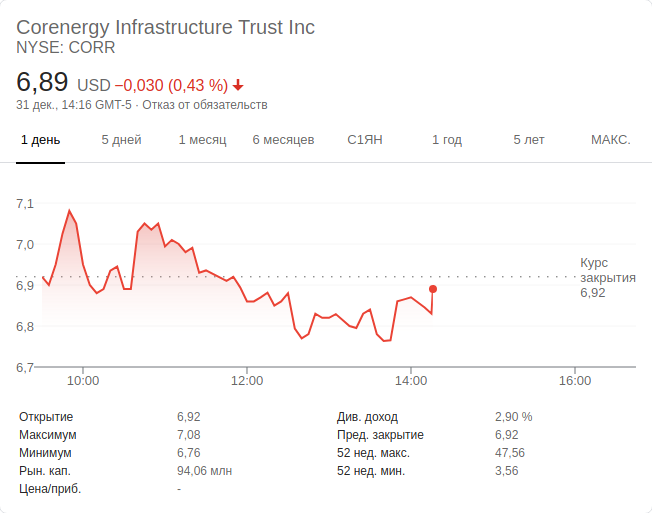 Corenergy Infrastructure Trust Inc
NYSE: CORR
6,89 USD −0,030 (0,43 %)
31 дек., 14:16 GMT-5 · Отказ от обязательств
1 день 5 дней 1 месяц 6 месяцев С1ЯН 1 год 5 лет МАКС.
7,1
7,0
6,9
6,8
6,7
Курс
закрытия
6,92
10:00 12:00 14:00 16:00
Открытие 6,92 Див. доход 2,90 %
Максимум 7,08 Пред. закрытие 6,92
Минимум 6,76 52 нед. макс. 47,56
Рын. кап. 94,06 млн 52 нед. мин. 3,56
Цена/приб. -